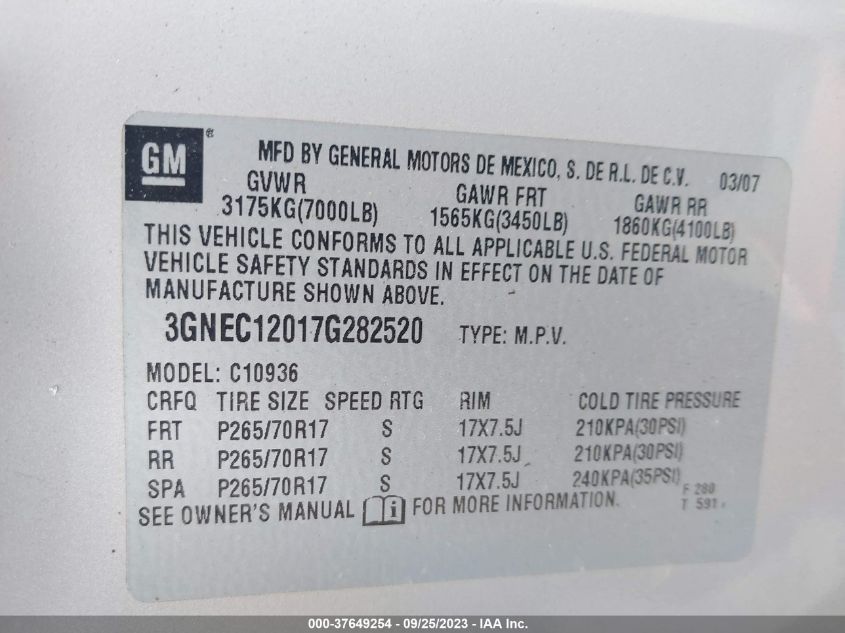 GM®
MFD BY GENERAL MOTORS DE MEXICO, S. DE R.L. DE C.V. 03/07
GVWR GAWR FRT GAWR RR
3175KG(7000LB) 1565KG(3450LB) 1860KG(4100LB)
THIS VEHICLE CONFORMS TO ALL APPLICABLE U.S. FEDERAL MOTOR
VEHICLE SAFETY STANDARDS IN EFFECT ON THE DATE OF
MANUFACTURE SHOWN ABOVE.
3GNEC12017G282520 TYPE: M.P.V.
MODEL: C10936
CRFQ TIRE SIZE SPEED RTG RIM COLD TIRE PRESSURE
FRT P265/70R17 S 17X7.5J 210KPA(30PSI)
RR P265/70R17 S 17X7.5J 210KPA(30PSI)
SPA P265/70R17 S 17X7.5J 240KPA(35PSI)
F 280
T 591
SEE OWNER'S MANUAL FOR MORE INFORMATION.
000-37649254 - 09/25/2023 - IAA Inc.